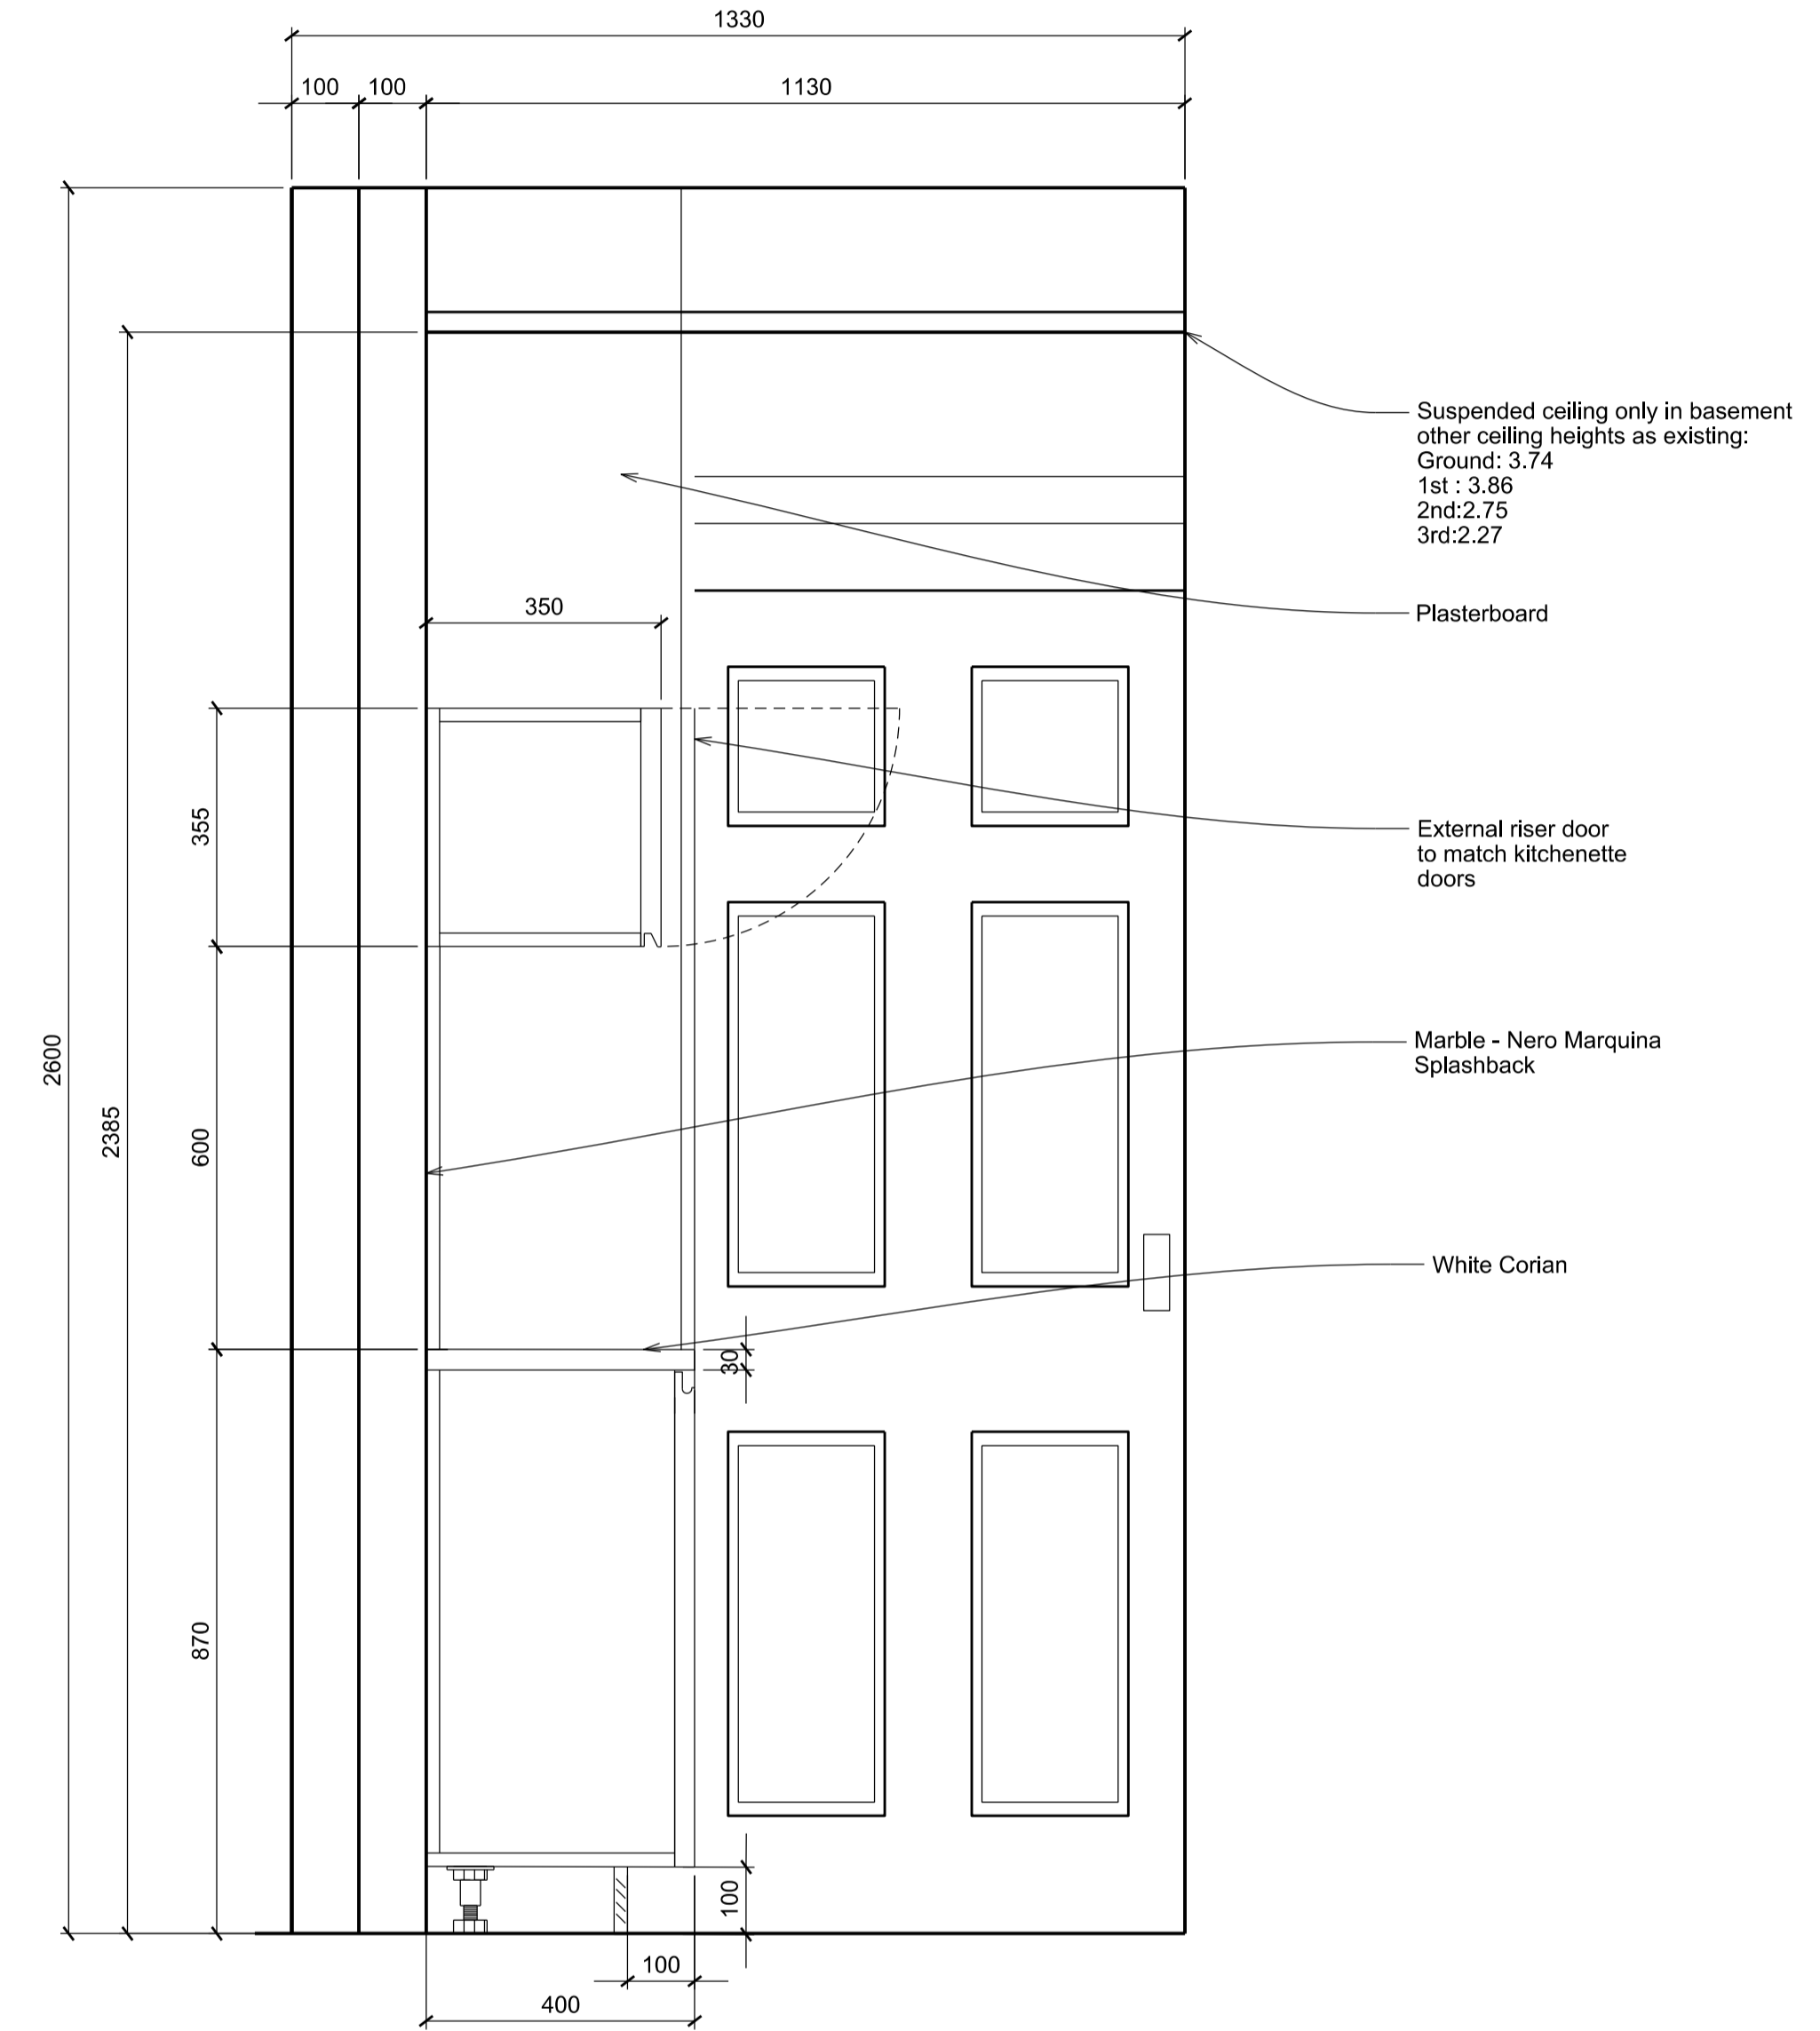 1330
100
100
1130
Suspended ceiling only in basement
other ceiling heights as existing:
Ground: 3.74
1st : 3.86
2nd:2.75
3rd:2.27
350
Plasterboard
355
External riser door
to match kitchenette
doors
2600
2385
600
Marble - Nero Marquina
Splashback
White Corian
30
870
100
100
400